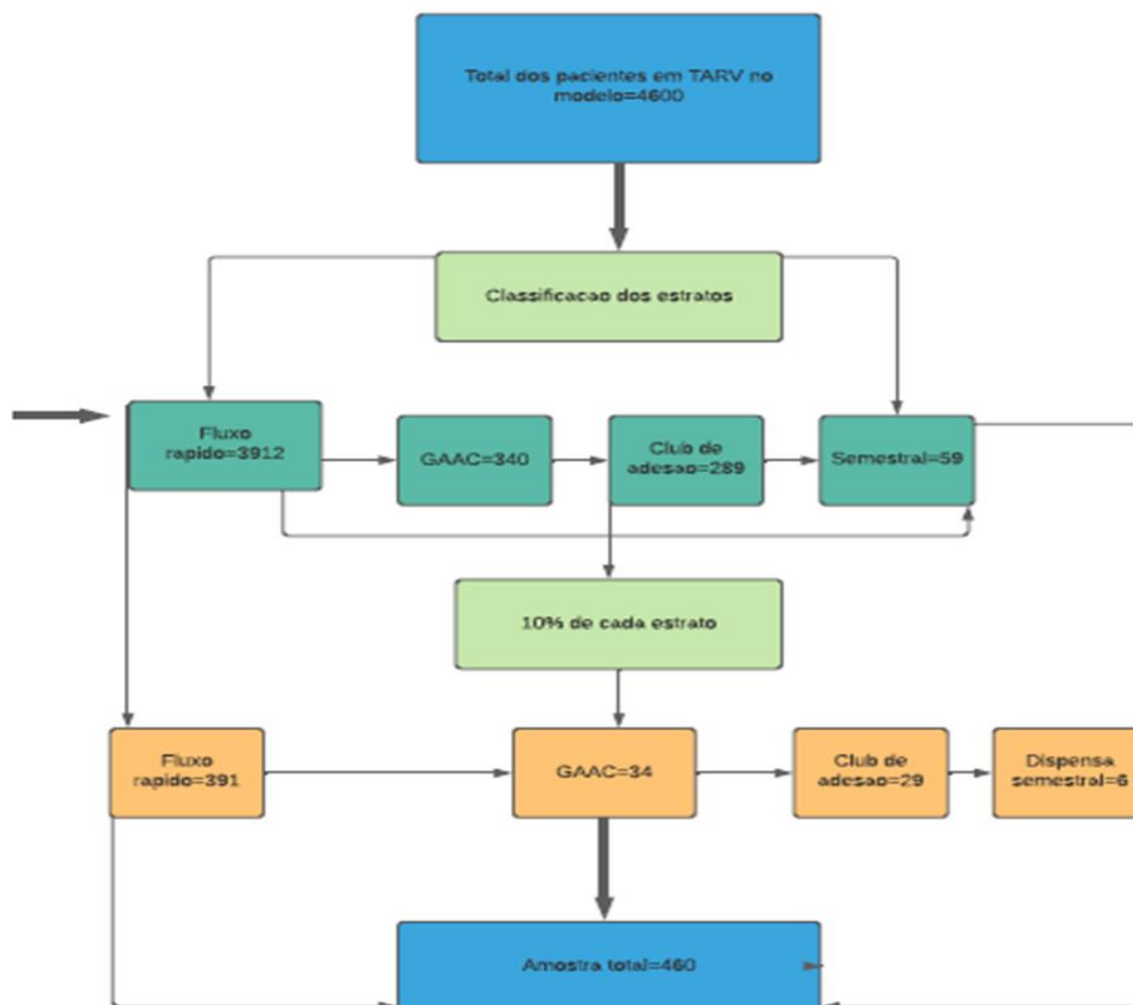 Total dos pacientes em TARV no
modelo=4600
Classificacao dos estratos
Fluxo
rapido=3912
GAAC=340
Club de
adesao=289
Semestral=59
10% de cada estrato
Fluxo
rapido=391
GAAC=34
Club de
adesao=29
Dispensa
semestral=6
Amostra total=460